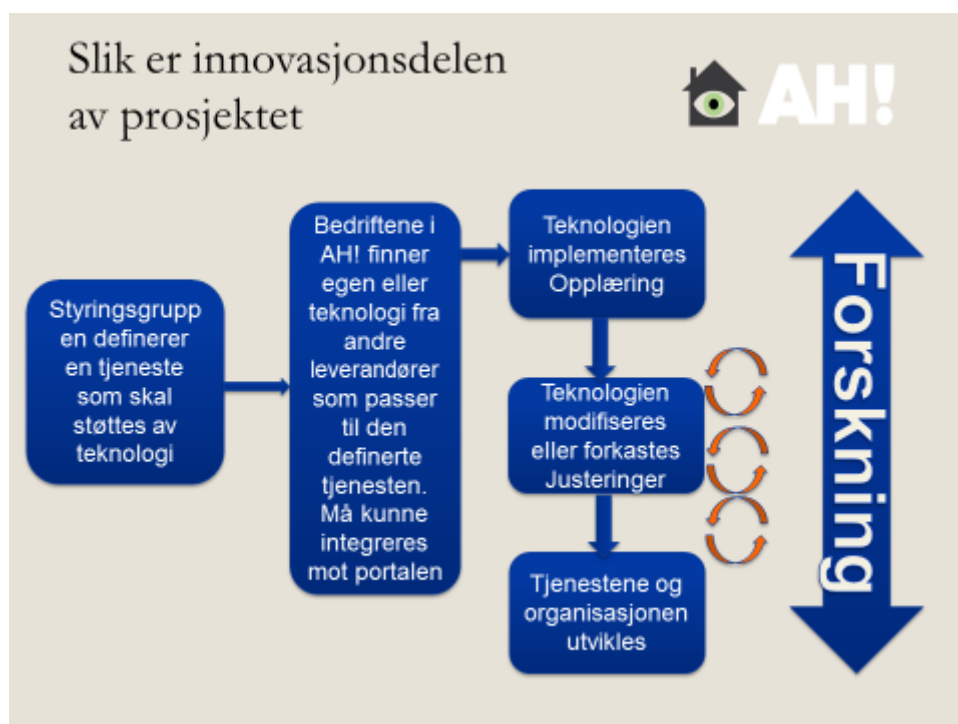 Slik er innovasjonsdelen
av prosjektet
AH!
Styringsgrupp
en definerer
en tjeneste
som skal
støttes av
teknologi
Bedriftene i
AH! finner
egen eller
teknologi fra
andre
leverandører
som passer
til den
definerte
tjenesten.
Må kunne
integreres
mot portalen
Teknologien
implementeres
Opplæring
Teknologien
modifiseres
eller forkastes
Justeringer
Tjenestene og
organisasjonen
utvikles
Forskning